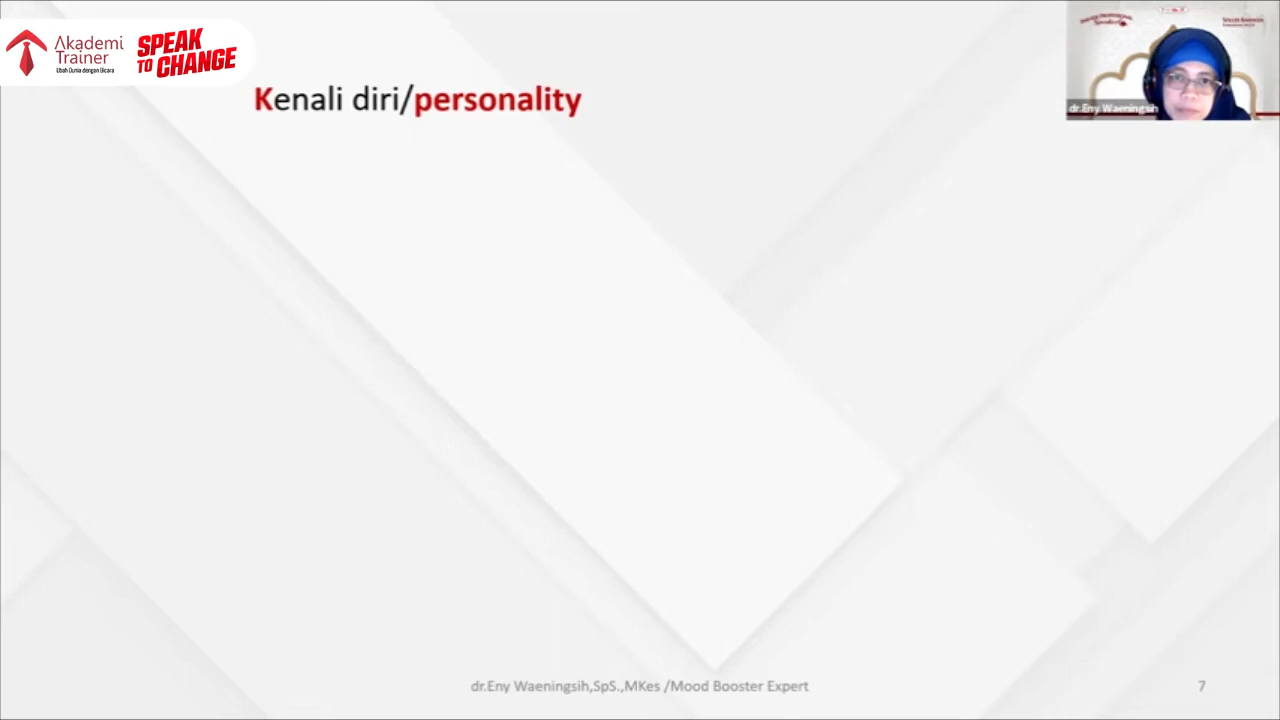 Akademi
Trainer
Ubah Dunia dengan Bicara
SPEAK
TO CHANGE
Kenali diri/personality
dr.Eny Waeningsih
dr.Eny Waeningsih,SpS.,MKes /Mood Booster Expert
7